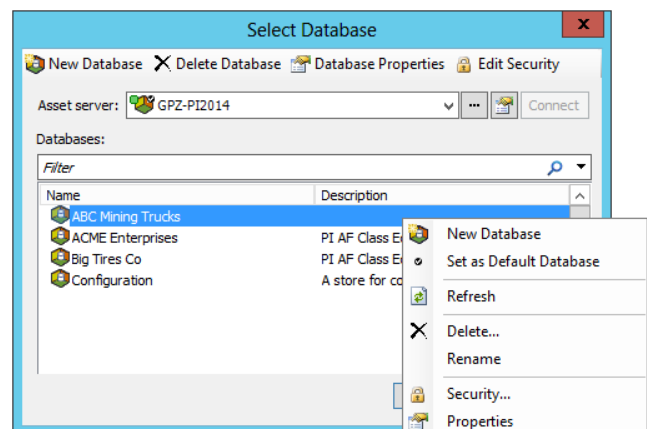 Select Database
x
New Database Delete Database Database Properties Edit Security
Asset server: GPZ-PI2014 ... Connect
Databases:
Filter
Name Description
ABC Mining Trucks
ACME Enterprises PI AF Class
Big Tires Co PI AF Class
Configuration A store for
New Database
Set as Default Database
Refresh
Delete...
Rename
Security...
Properties